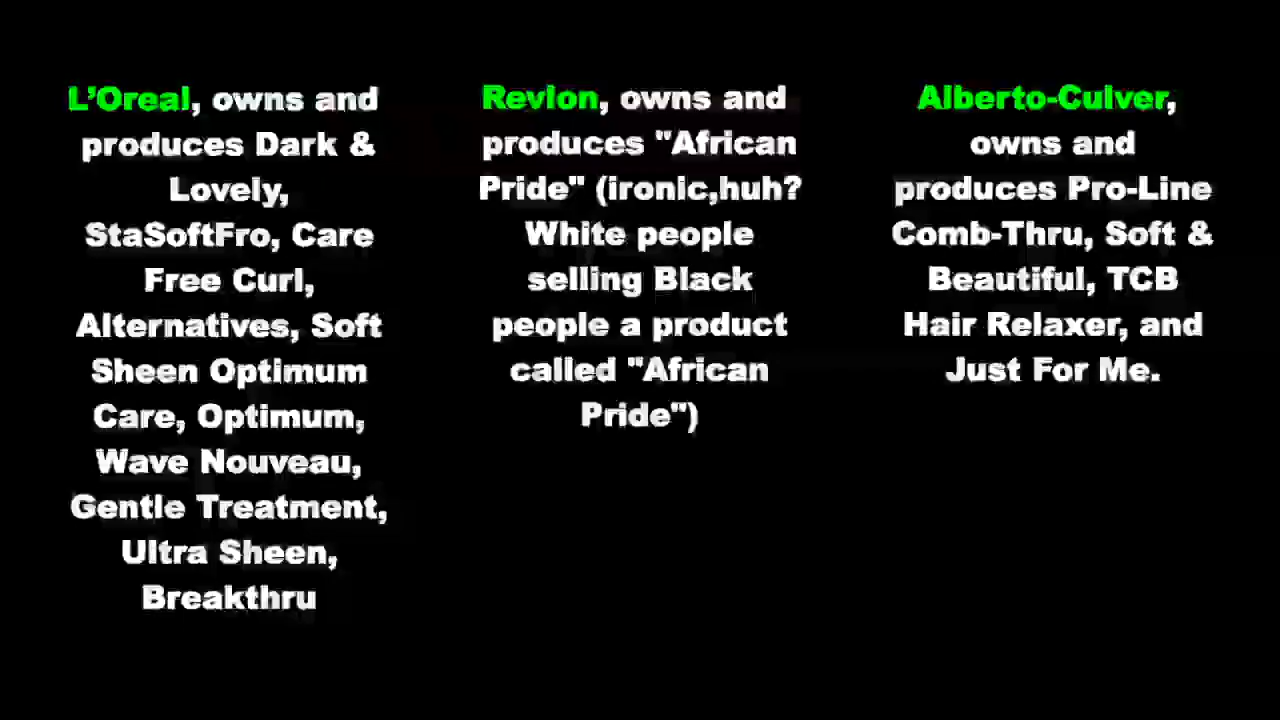 L’Oreal, owns and
produces Dark &
Lovely,
StaSoftFro, Care
Free Curl,
Alternatives, Soft
Sheen Optimum
Care, Optimum,
Wave Nouveau,
Gentle Treatment,
Ultra Sheen,
Breakthru
Revlon, owns and
produces "African
Pride" (ironic,huh?
White people
selling Black
people a product
called "African
Pride")
Alberto-Culver,
owns and
produces Pro-Line
Comb-Thru, Soft &
Beautiful, TCB
Hair Relaxer, and
Just For Me.